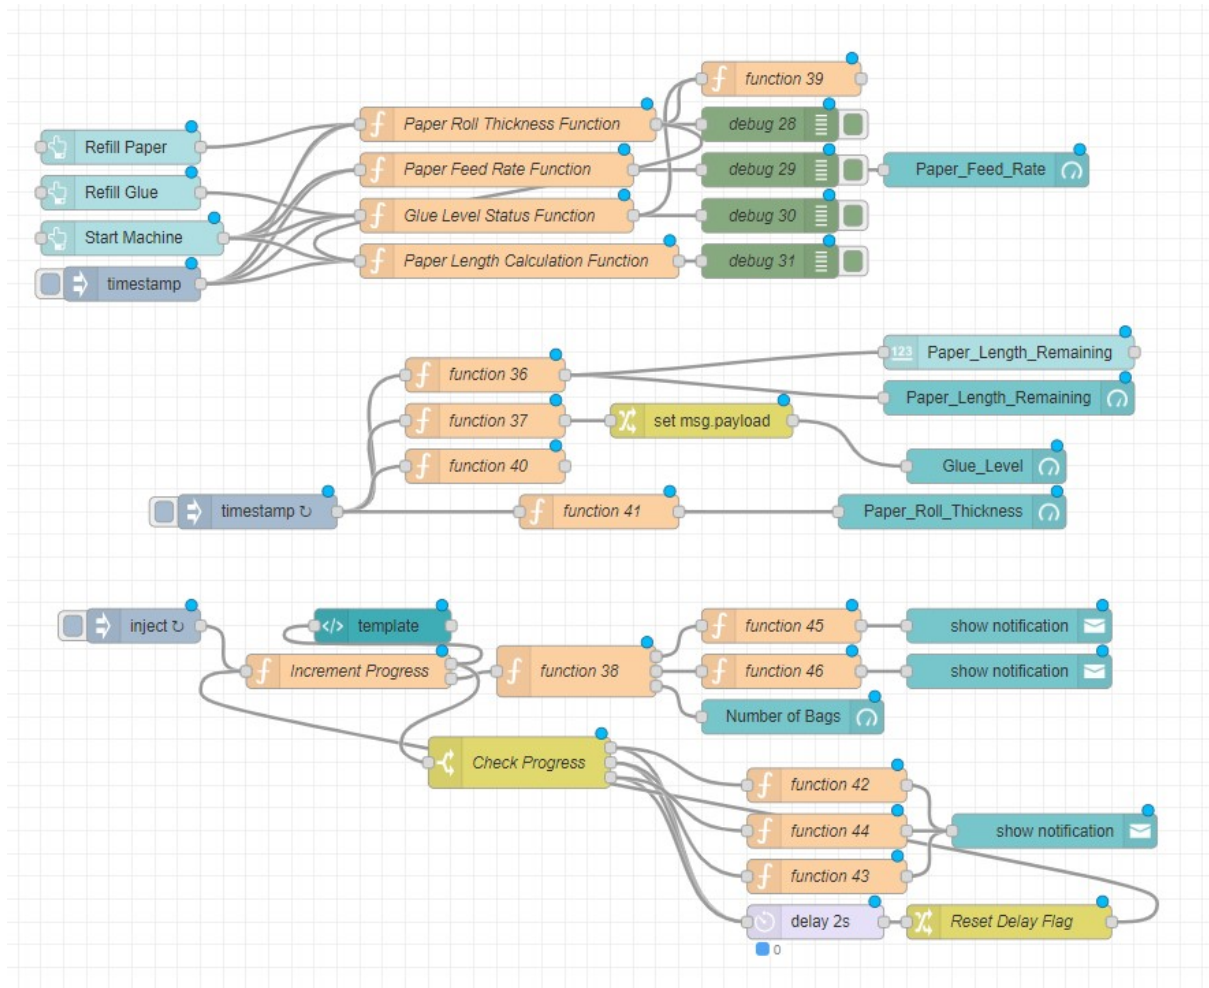 function 39
Paper Roll Thickness Function
debug 28
Refill Paper
Paper Feed Rate Function
debug 29
Paper_Feed_Rate
Refill Glue
Glue Level Status Function
debug 30
Start Machine
Paper Length Calculation Function
debug 31
timestamp
123
Paper_Length_Remaining
function 36
Paper_Length_Remaining
function 37
set msg.payload
function 40
Glue_Level
timestamp ↻
function 41
Paper_Roll_Thickness
inject ↻
</> template
function 45
show notification
Increment Progress
function 38
function 46
show notification
Number of Bags
Check Progress
function 42
function 44
show notification
function 43
delay 2s
Reset Delay Flag
0